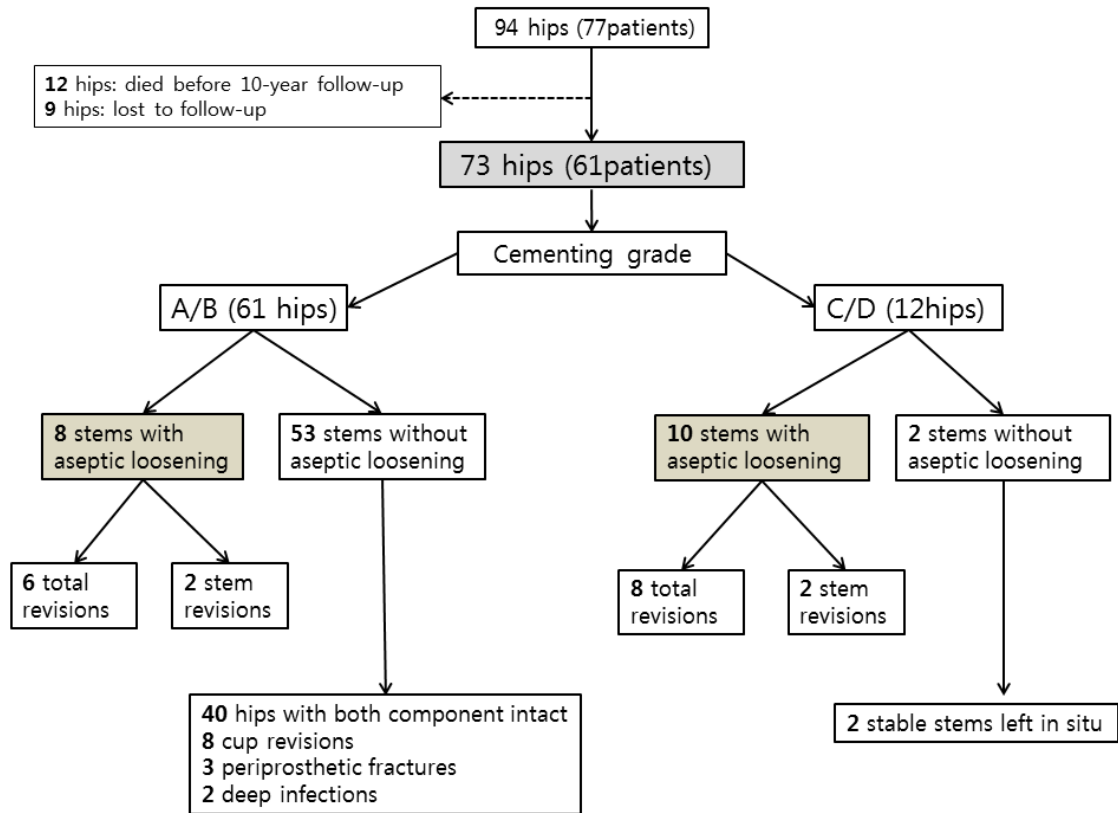 94 hips (77patients)
12 hips: died before 10-year follow-up
9 hips: lost to follow-up
73 hips (61patients)
Cementing grade
A/B (61 hips)
C/D (12hips)
8 stems with
aseptic loosening
53 stems without
aseptic loosening
10 stems with
aseptic loosening
2 stems without
aseptic loosening
6 total
revisions
2 stem
revisions
8 total
revisions
2 stem
revisions
40 hips with both component intact
8 cup revisions
3 periprosthetic fractures
2 deep infections
2 stable stems left in situ